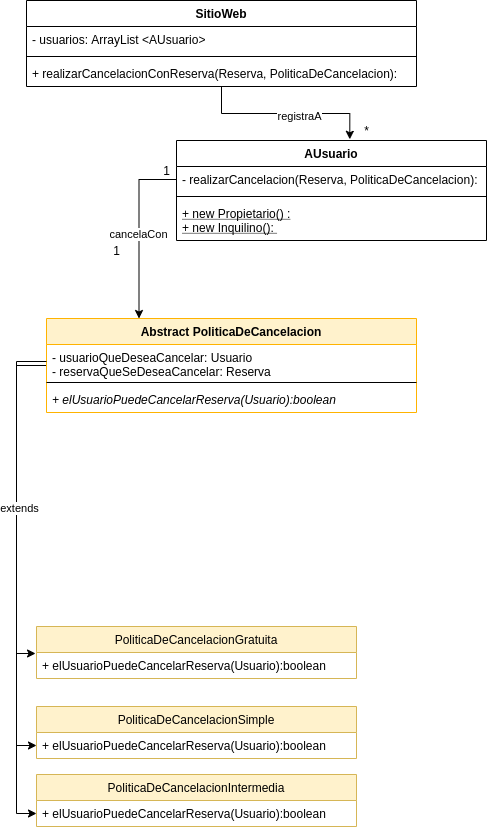 SitioWeb
- usuarios: ArrayList <AUsuario>
+ realizarCancelacionConReserva(Reserva, PoliticaDeCancelacion):
registraA
*
AUsuario
1
- realizarCancelacion(Reserva, PoliticaDeCancelacion):
+ new Propietario() :
+ new Inquilino():
cancelaCon
1
Abstract PoliticaDeCancelacion
- usuarioQueDeseaCancelar: Usuario
- reservaQueSeDeseaCancelar: Reserva
+ elUsuarioPuedeCancelarReserva(Usuario):boolean
extends
PoliticaDeCancelacionGratuita
+ elUsuarioPuedeCancelarReserva(Usuario):boolean
PoliticaDeCancelacionSimple
+ elUsuarioPuedeCancelarReserva(Usuario):boolean
PoliticaDeCancelacionIntermedia
+ elUsuarioPuedeCancelarReserva(Usuario):boolean